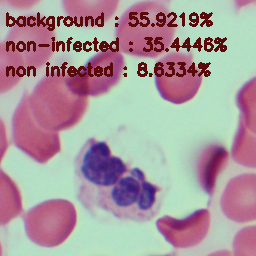 background : 55.9219%
non-infected : 35.4446%
non infected : 8.6334%